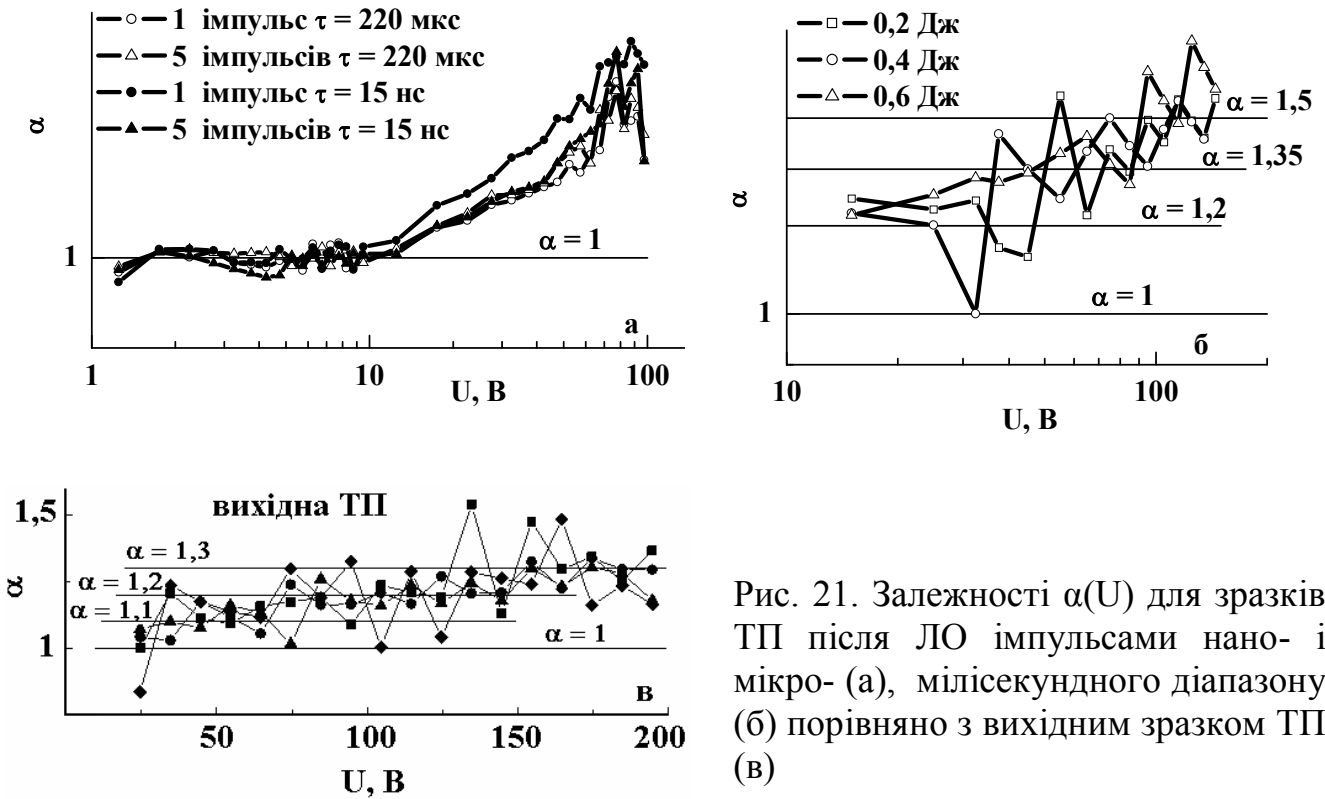 1 імпульс τ = 220 мкс
5 імпульсів τ = 220 мкс
1 імпульс τ = 15 нс
5 імпульсів τ = 15 нс
α
1
α = 1
а
1 10 100
U, В
0,2 Дж
0,4 Дж
0,6 Дж
α = 1,5
α = 1,35
α
α = 1,2
α = 1
1
б
10 100
U, В
вихідна ТП
1,5
α = 1,3
α
α = 1,2
α = 1,1
α = 1
1
в
50 100 150 200
U, В
Рис. 21. Залежності α(U) для зразків
ТП після ЛО імпульсами нано- і
мікро- (а), мілісекундного діапазону
(б) порівняно з вихідним зразком ТП
(в)